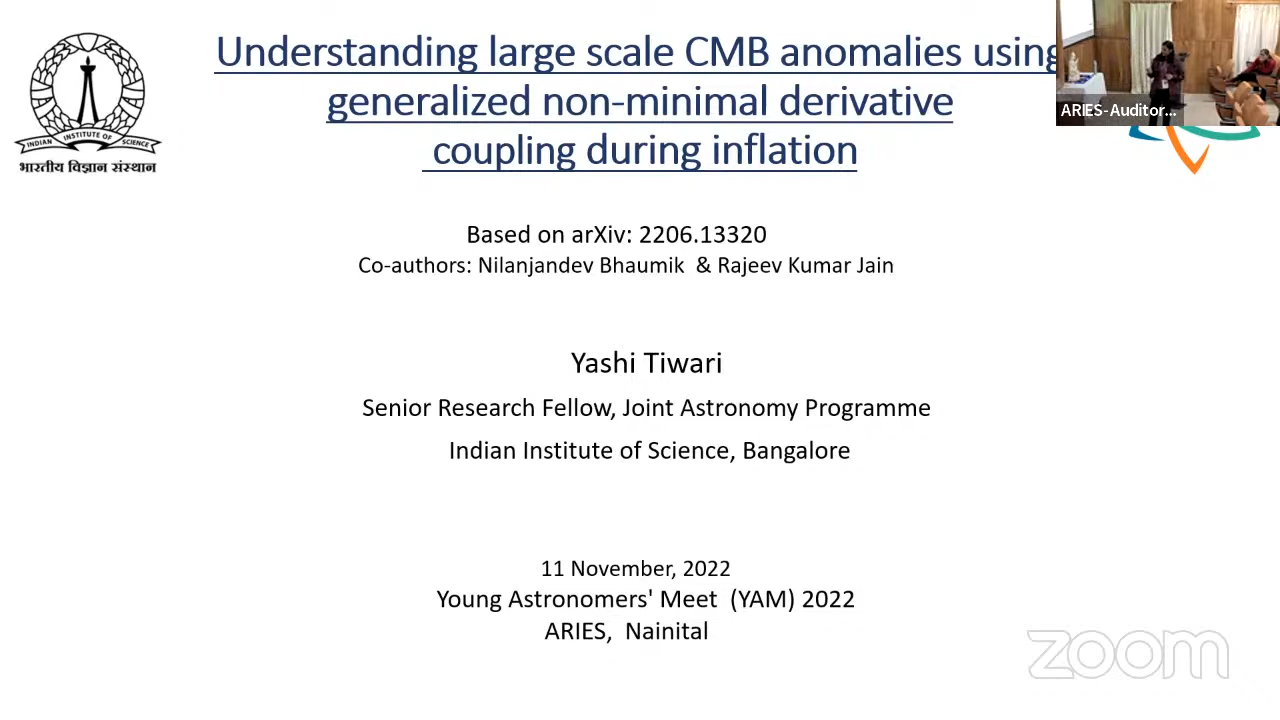 Understanding large scale CMB anomalies using
generalized non-minimal derivative
coupling during inflation
INDIAN INSTITUTE OF SCIENCE
भारतीय विज्ञान संस्थान
ARIES-Auditor...
Based on arXiv: 2206.13320
Co-authors: Nilanjandev Bhaumik & Rajeev Kumar Jain
Yashi Tiwari
Senior Research Fellow, Joint Astronomy Programme
Indian Institute of Science, Bangalore
11 November, 2022
Young Astronomers' Meet (YAM) 2022
ARIES, Nainital
zoom